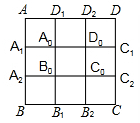 A D₁ D₂ D
A₀ D₀
A₁ C₁
B₀ C₀
A₂ C₂
B B₁ B₂ C